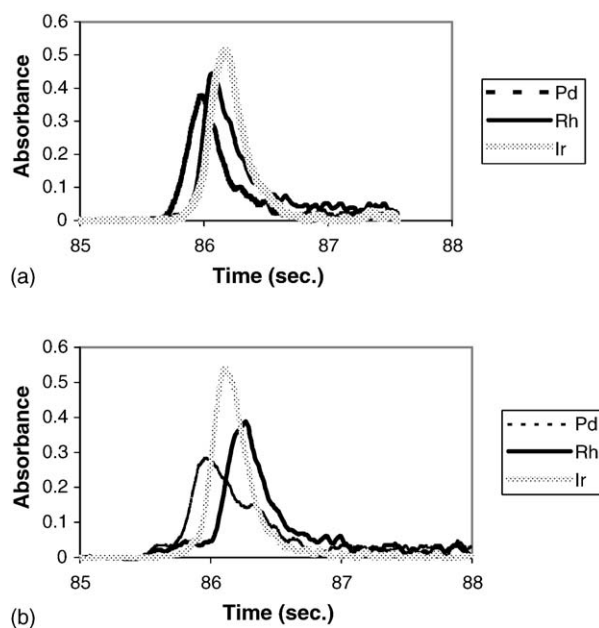 0.6
0.5
0.4
0.3
0.2
0.1
0
Absorbance
85 86 87 88
Time (sec.)
Pd
Rh
Ir
(a)
0.6
0.5
0.4
0.3
0.2
0.1
0
Absorbance
85 86 87 88
Time (sec.)
Pd
Rh
Ir
(b)